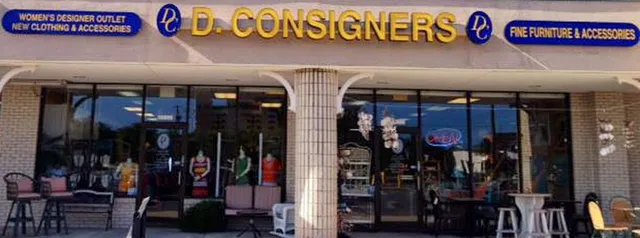 WOMEN'S DESIGNER OUTLET
NEW CLOTHING & ACCESSORIES
DC
D. CONSIGNERS
DC
FINE FURNITURE & ACCESSORIES
OPEN